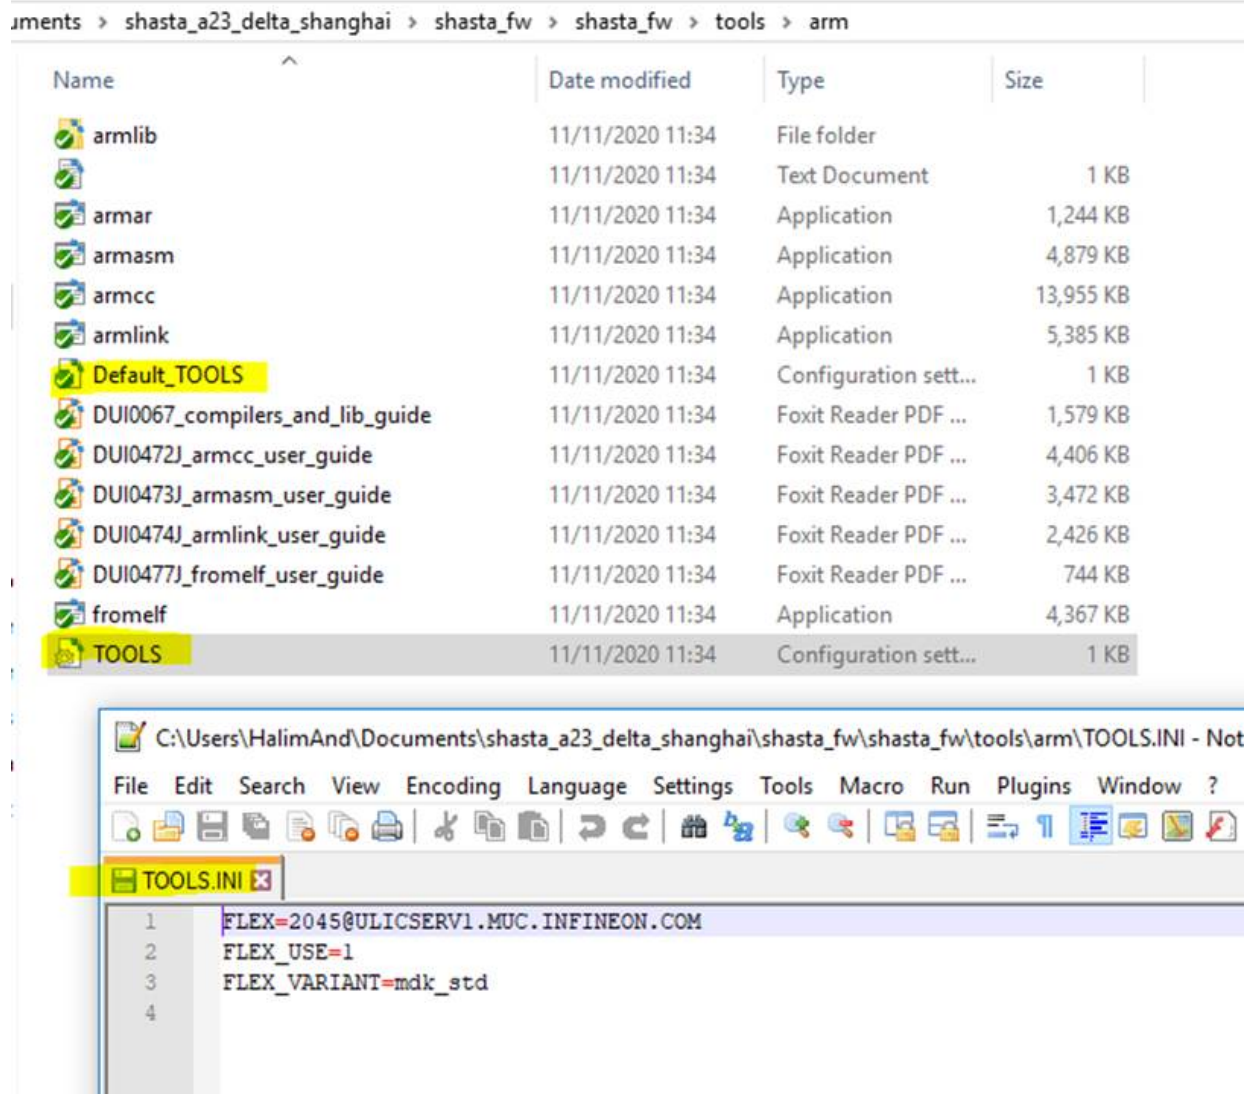 uments > shasta_a23_delta_shanghai > shasta_fw > shasta_fw > tools > arm
Name Date modified Type Size
armlib 11/11/2020 11:34 File folder
11/11/2020 11:34 Text Document 1 KB
armar 11/11/2020 11:34 Application 1,244 KB
armasm 11/11/2020 11:34 Application 4,879 KB
armcc 11/11/2020 11:34 Application 13,955 KB
armlink 11/11/2020 11:34 Application 5,385 KB
Default_TOOLS 11/11/2020 11:34 Configuration sett... 1 KB
DUI0067_compilers_and_lib_guide 11/11/2020 11:34 Foxit Reader PDF ... 1,579 KB
DUI0472J_armcc_user_guide 11/11/2020 11:34 Foxit Reader PDF ... 4,406 KB
DUI0473J_armasm_user_guide 11/11/2020 11:34 Foxit Reader PDF ... 3,472 KB
DUI0474J_armlink_user_guide 11/11/2020 11:34 Foxit Reader PDF ... 2,426 KB
DUI0477J_fromelf_user_guide 11/11/2020 11:34 Foxit Reader PDF ... 744 KB
fromelf 11/11/2020 11:34 Application 4,367 KB
TOOLS 11/11/2020 11:34 Configuration sett... 1 KB
C:\Users\HalimAnd\Documents\shasta_a23_delta_shanghai\shasta_fw\shasta_fw\tools\arm\TOOLS.INI - Not
File Edit Search View Encoding Language Settings Tools Macro Run Plugins Window ?
TOOLS.INI
1 FLEX=2045@ULICSERV1.MUC.INFINEON.COM
2 FLEX_USE=1
3 FLEX_VARIANT=mdk_std
4